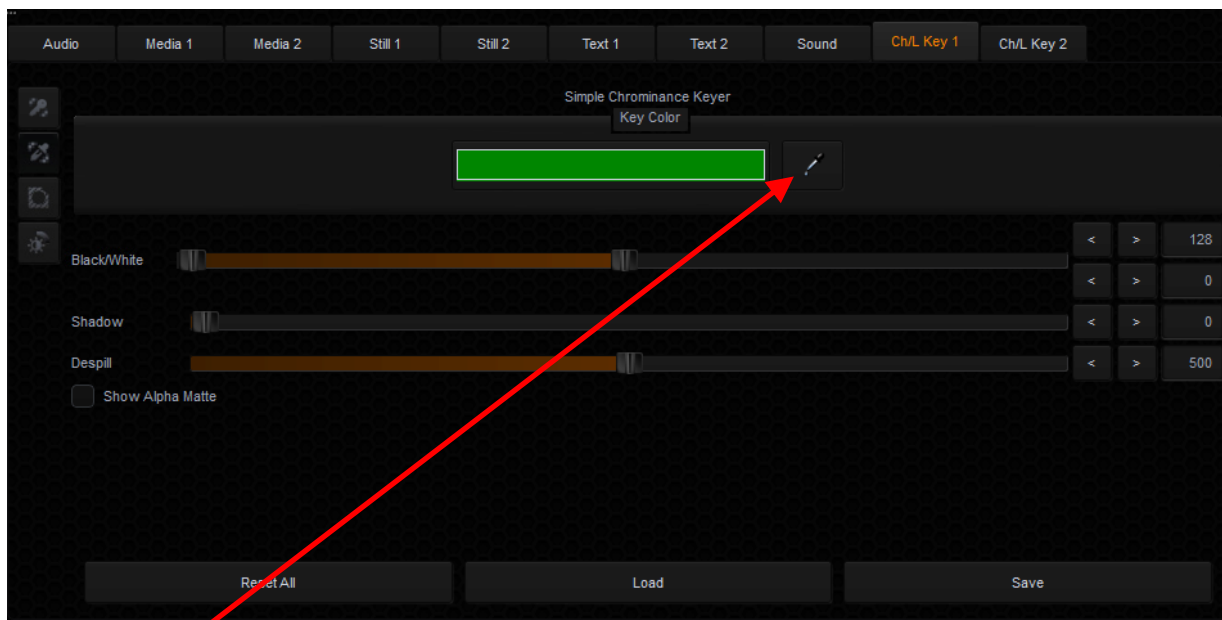 Audio Media 1 Media 2 Still 1 Still 2 Text 1 Text 2 Sound Ch/L Key 1 Ch/L Key 2
Simple Chrominance Keyer
Key Color
Black/White < > 128
< > 0
Shadow < > 0
Despill < > 500
Show Alpha Matte
Reset All Load Save